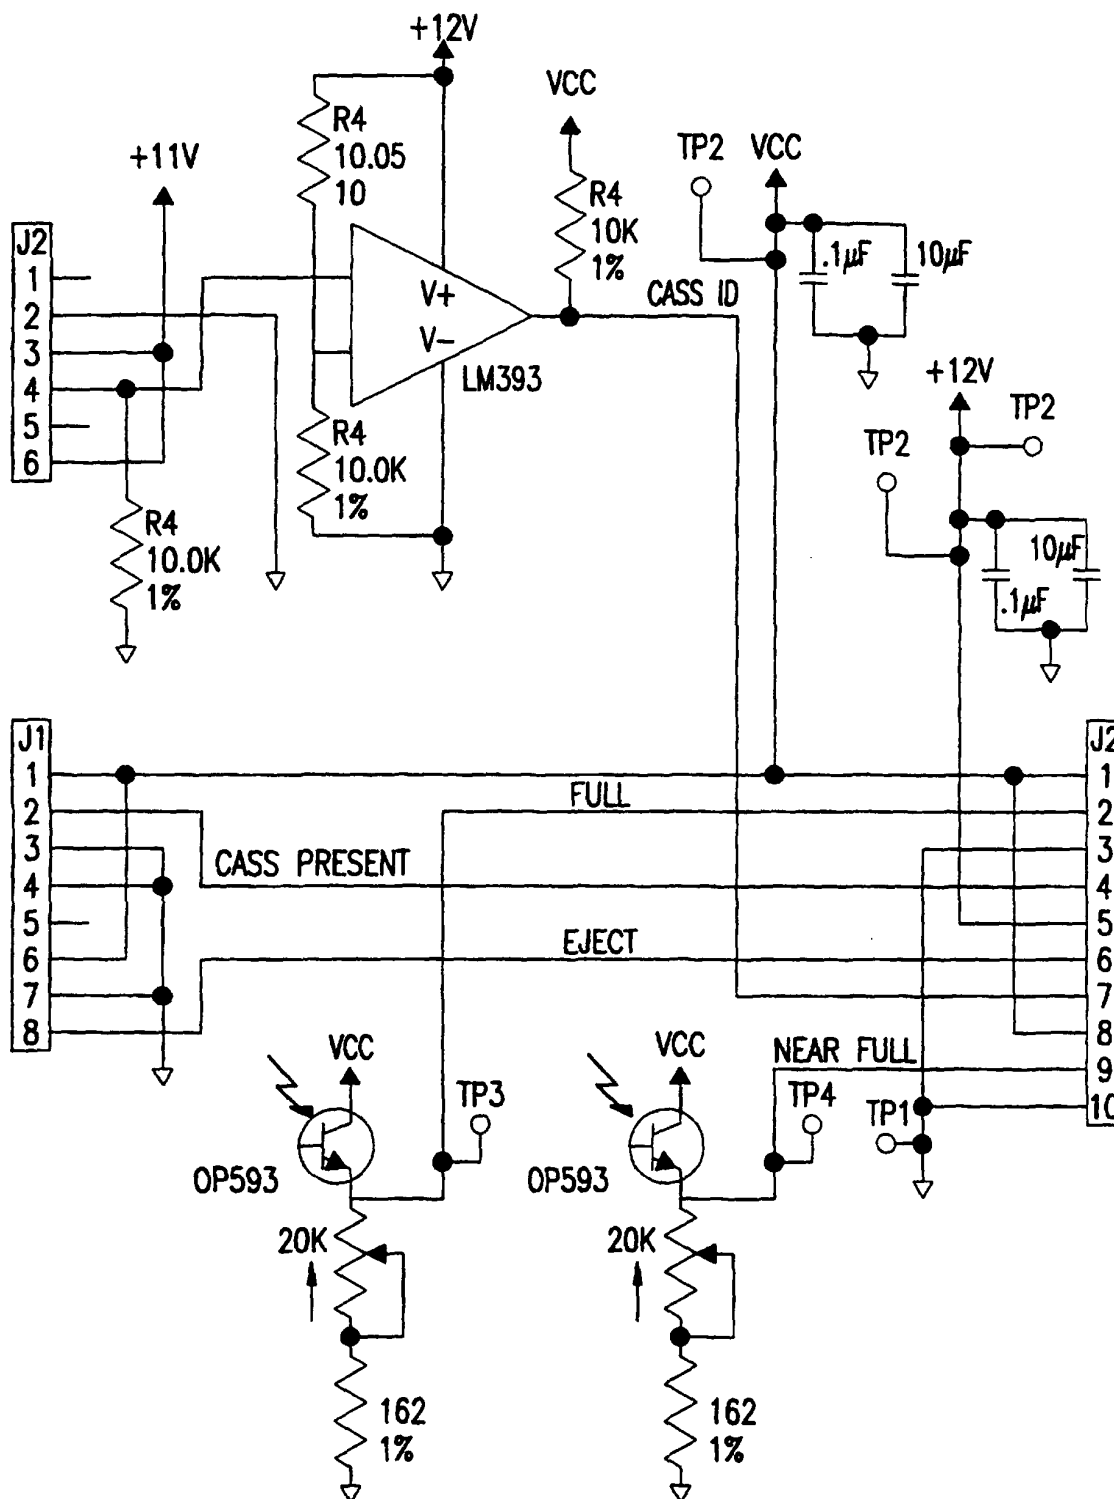 +12V
VCC
R4
10.05
10
+11V
TP2
VCC
R4
10K
1%
J2
1
2
3
4
5
6
.1µF
10µF
V+
V-
CASS ID
LM393
+12V
TP2
TP2
R4
10.0K
1%
R4
10.0K
1%
10µF
.1µF
J1
1
2
3
4
5
6
7
8
J2
1
2
3
4
5
6
7
8
9
10
FULL
CASS PRESENT
EJECT
VCC
VCC
NEAR FULL
TP3
TP4
TP1
OP593
OP593
20K
20K
162
1%
162
1%